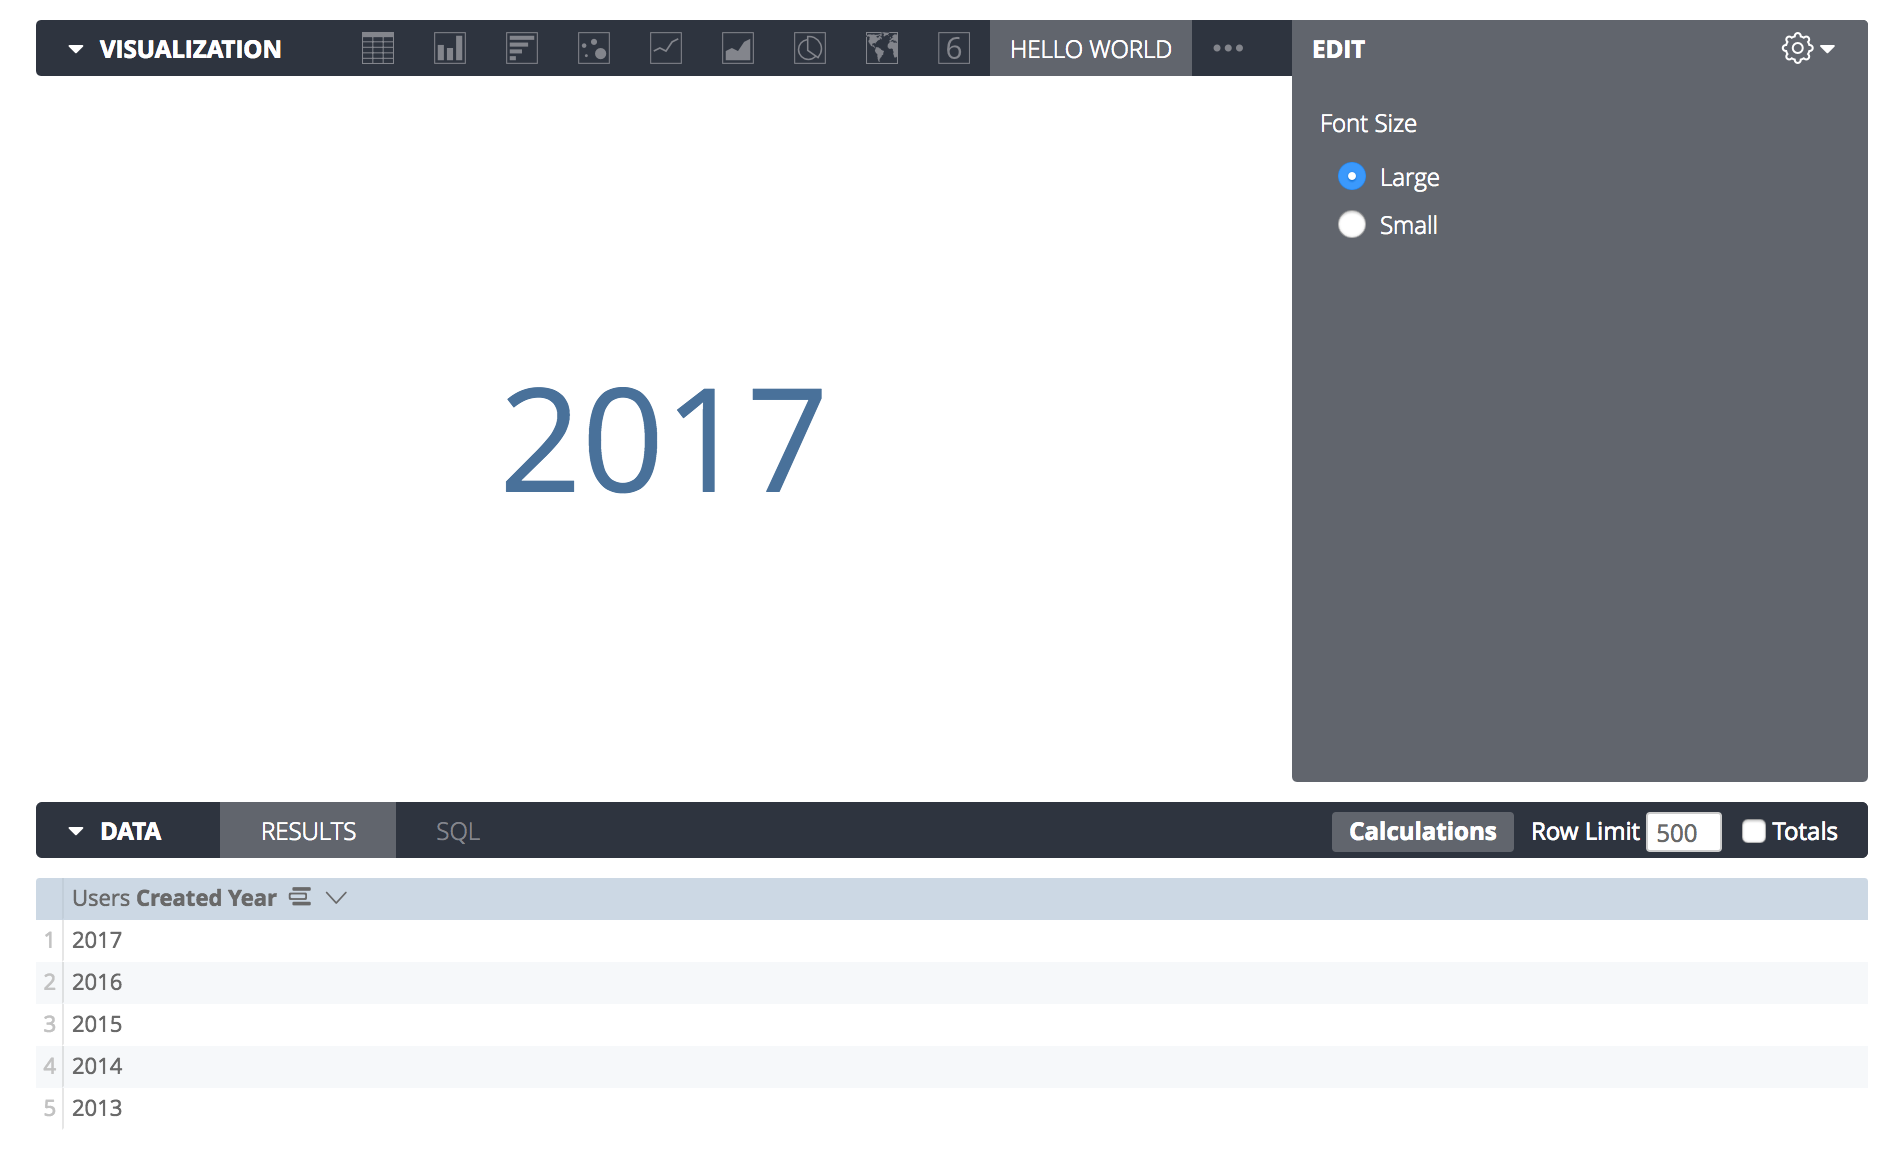 VISUALIZATION 6 HELLO WORLD EDIT
Font Size
Large
Small
2017
DATA RESULTS SQL Calculations Row Limit 500 Totals
Users Created Year
1 2017
2 2016
3 2015
4 2014
5 2013